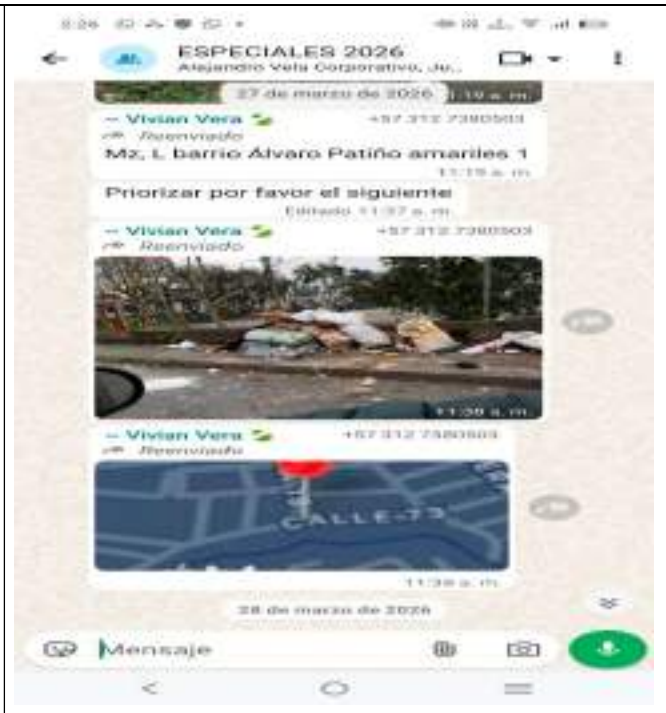 8:26
ESPECIALES 2026
Alejandro Vela Corporativo, Ju...
27 de marzo de 2026
11:19 a. m.
~ Vivian Vera +57 312 7380503
Reenviado
Mz, L barrio Álvaro Patiño amariles 1
11:19 a. m.
Priorizar por favor el siguiente
Editado 11:37 a. m.
~ Vivian Vera +57 312 7380503
Reenviado
11:38 a. m.
~ Vivian Vera +57 312 7380503
Reenviado
CALLE-73
11:38 a. m.
28 de marzo de 2026
Mensaje